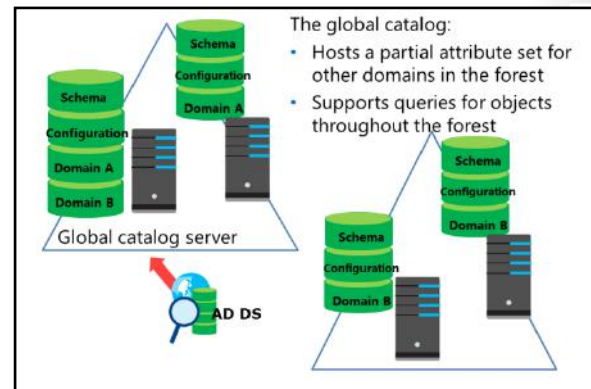 The global catalog:
• Hosts a partial attribute set for
other domains in the forest
• Supports queries for objects
throughout the forest
Schema
Configuration
Domain A
Schema
Configuration
Domain A
Domain B
Global catalog server
AD DS
Schema
Configuration
Domain B
Schema
Configuration
Domain B